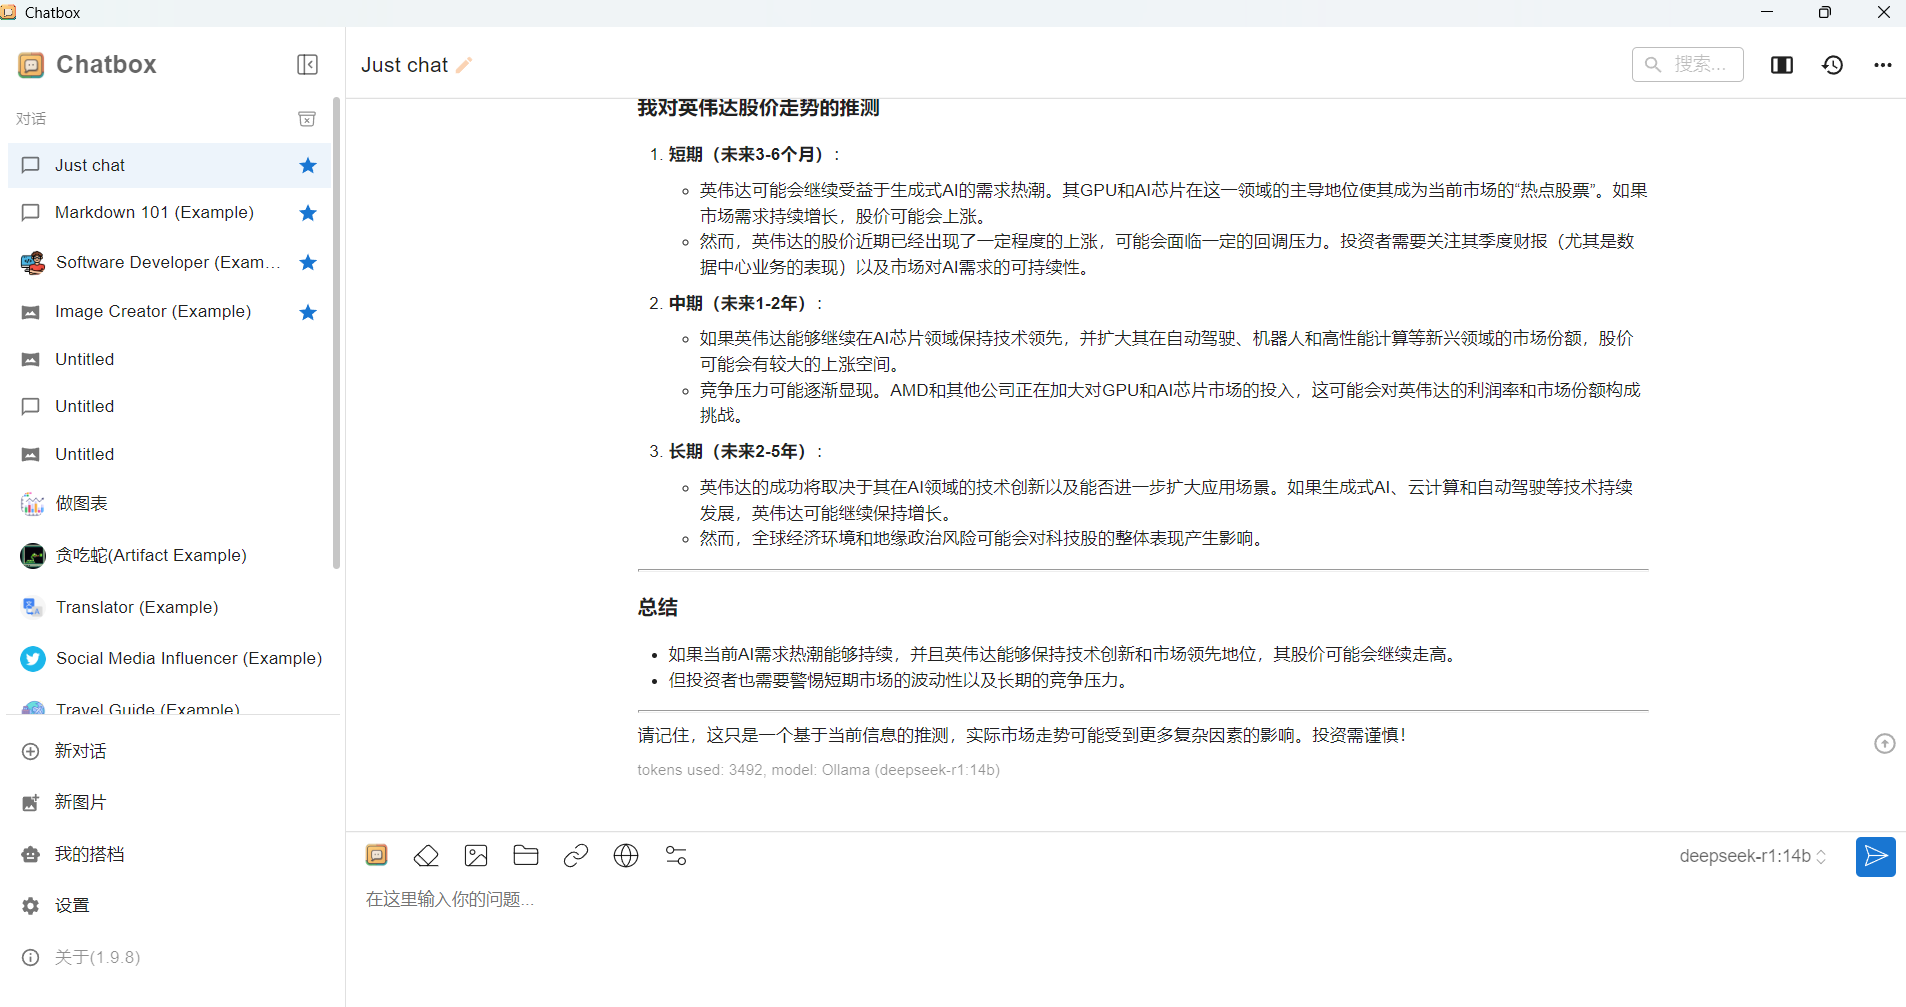 Chatbox
Chatbox
对话
Just chat
Markdown 101 (Example)
Software Developer (Exam...
Image Creator (Example)
Untitled
Untitled
Untitled
做图表
贪吃蛇(Artifact Example)
Translator (Example)
Social Media Influencer (Example)
Travel Guide (Example)
新对话
新图片
我的搭档
设置
关于(1.9.8)
Just chat
搜索...
我对英伟达股价走势的推测
1. 短期（未来3-6个月）:
英伟达可能会继续受益于生成式AI的需求热潮。其GPU和AI芯片在这一领域的主导地位使其成为当前市场的“热点股票”。如果
市场需求持续增长，股价可能会上涨。
然而，英伟达的股价近期已经出现了一定程度的上涨，可能会面临一定的回调压力。投资者需要关注其季度财报（尤其是数
据中心业务的表现）以及市场对AI需求的可持续性。
2. 中期（未来1-2年）:
如果英伟达能够继续在AI芯片领域保持技术领先，并扩大其在自动驾驶、机器人和高性能计算等新兴领域的市场份额，股价
可能会有较大的上涨空间。
竞争压力可能逐渐显现。AMD和其他公司正在加大对GPU和AI芯片市场的投入，这可能会对英伟达的利润率和市场份额构成
挑战。
3. 长期（未来2-5年）:
英伟达的成功将取决于其在AI领域的技术创新以及能否进一步扩大应用场景。如果生成式AI、云计算和自动驾驶等技术持续
发展，英伟达可能继续保持增长。
然而，全球经济环境和地缘政治风险可能会对科技股的整体表现产生影响。
总结
如果当前AI需求热潮能够持续，并且英伟达能够保持技术创新和市场领先地位，其股价可能会继续走高。
但投资者也需要警惕短期市场的波动性以及长期的竞争压力。
请记住，这只是一个基于当前信息的推测，实际市场走势可能受到更多复杂因素的影响。投资需谨慎！
tokens used: 3492, model: Ollama (deepseek-r1:14b)
deepseek-r1:14b
在这里输入你的问题...